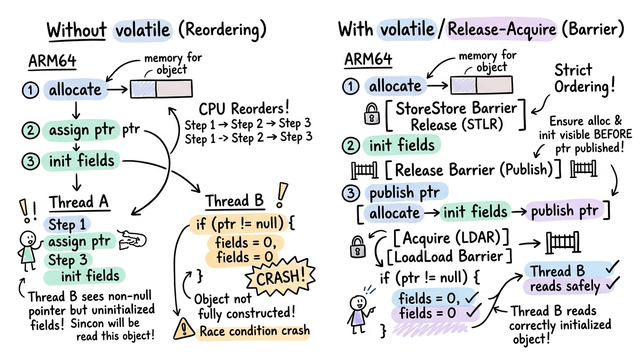 Without volatile (Reordering)
ARM64
① allocate
memory for
object
② assign ptr ptr
③ init fields
CPU Reorders!
Step 1 → Step 2 → Step 3
Step 1 -> Step 2 → Step 3
Thread A
!!
Step 1
assign ptr
Step 3
init fields
Thread B sees non-null
pointer but uninitialized
fields! Sincon will be
read this object!
Thread B !
if (ptr != null) {
fields = 0,
fields = 0
}
CRASH!
Object not
fully constructed!
! Race condition crash
With volatile/Release-Acquire (Barrier)
ARM64
① allocate
memory for
object
Strict
Ordering!
[StoreStore Barrier
Release (STLR)]
② init fields
Ensure alloc &
init visible BEFORE
ptr published!
[Release Barrier (Publish)]
③ publish ptr
[allocate → init fields → publish ptr]
[Acquire (LDAR)
[LoadLoad Barrier]
if (ptr != null) {
fields = 0, ✓
fields = 0 ✓
}
Thread B ✓
reads safely ✓
Thread B reads
correctly initialized
object!